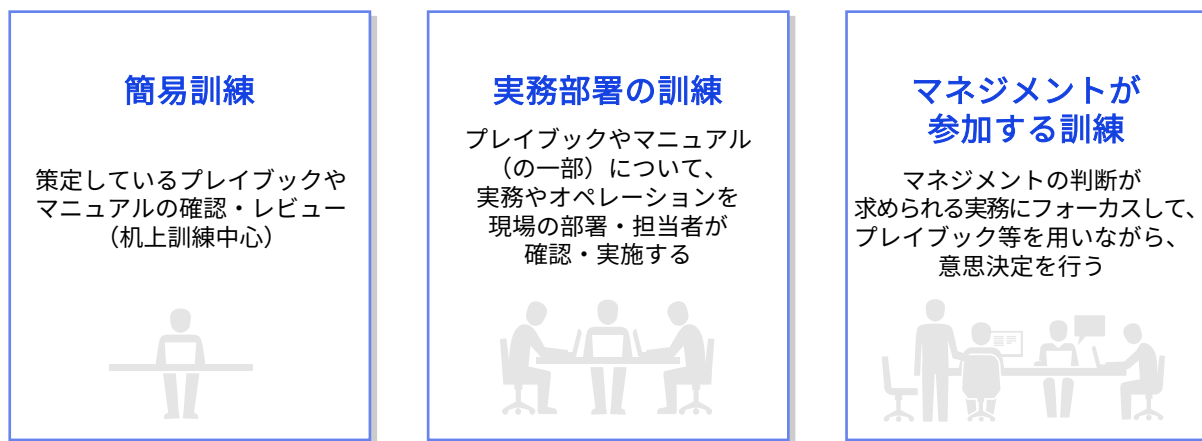 簡易訓練
策定しているプレイブックや
マニュアルの確認・レビュー
（机上訓練中心）
実務部署の訓練
プレイブックやマニュアル
（の一部）について、
実務やオペレーションを
現場の部署・担当者が
確認・実施する
マネジメントが
参加する訓練
マネジメントの判断が
求められる実務にフォーカスして、
プレイブック等を用いながら、
意思決定を行う